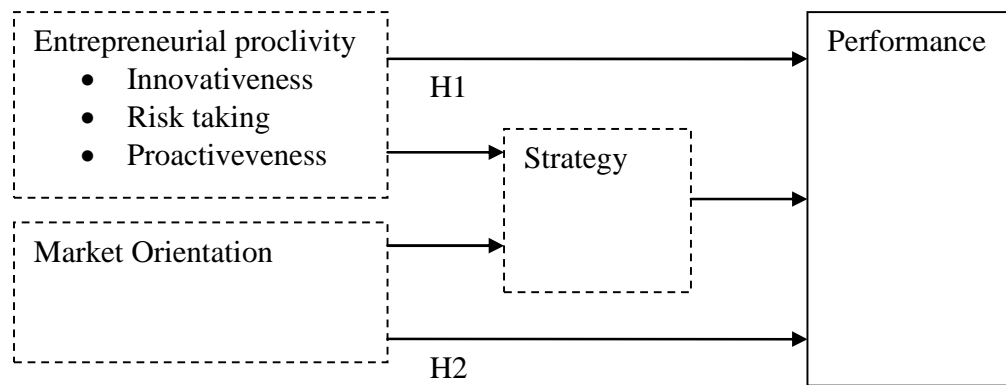 Entrepreneurial proclivity
• Innovativeness
• Risk taking
• Proactiveveness
H1
Performance
Strategy
Market Orientation
H2